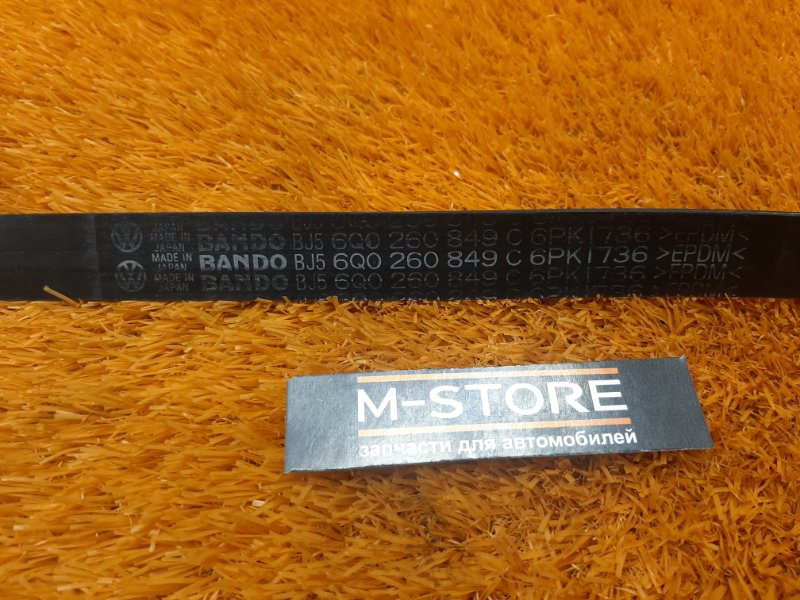 JAPAN
MADE IN BANDO BJ5 6Q0 260 849 C 6PK1736 >EPDM<
JAPAN
MADE IN BANDO BJ5 6Q0 260 849 C 6PK1736 >EPDM<
JAPAN
BANDO BJ5 6Q0 260 849 C 6PK1736 >EPDM<
M-STORE
запчасти для автомобилей